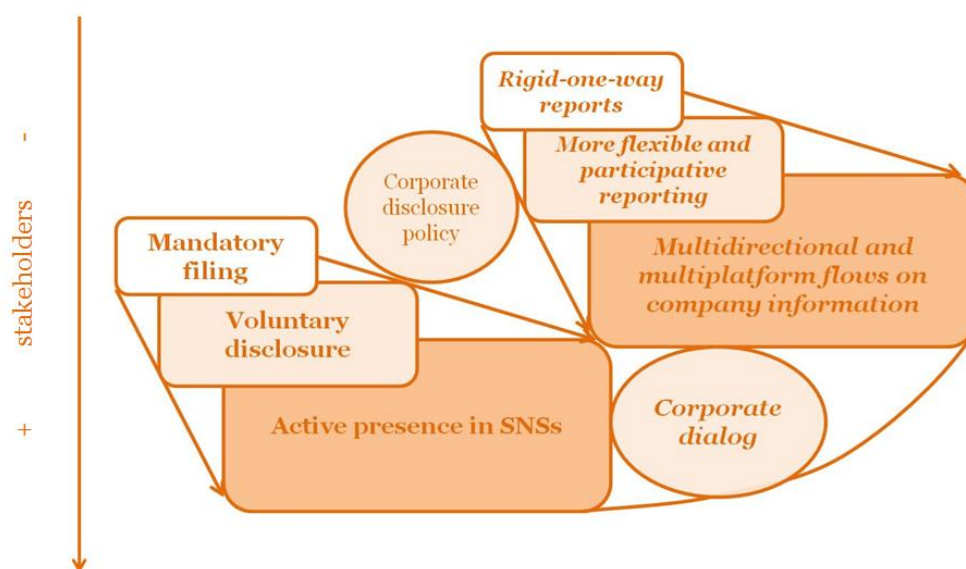 stakeholders
-
+
Rigid-one-way
reports
More flexible and
participative
reporting
Multidirectional and
multiplatform flows on
company information
Corporate
disclosure
policy
Mandatory
filing
Voluntary
disclosure
Active presence in SNSs
Corporate
dialog